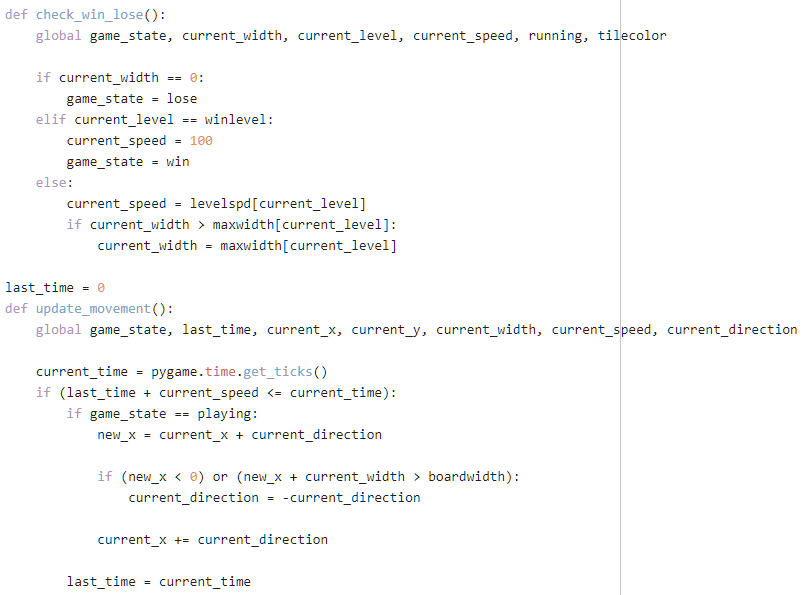 def check_win_lose():
    global game_state, current_width, current_level, current_speed, running, tilecolor

    if current_width == 0:
        game_state = lose
    elif current_level == winlevel:
        current_speed = 100
        game_state = win
    else:
        current_speed = levelspd[current_level]
        if current_width > maxwidth[current_level]:
            current_width = maxwidth[current_level]

last_time = 0
def update_movement():
    global game_state, last_time, current_x, current_y, current_width, current_speed, current_direction

    current_time = pygame.time.get_ticks()
    if (last_time + current_speed <= current_time):
        if game_state == playing:
            new_x = current_x + current_direction

            if (new_x < 0) or (new_x + current_width > boardwidth):
                current_direction = -current_direction

            current_x += current_direction

        last_time = current_time